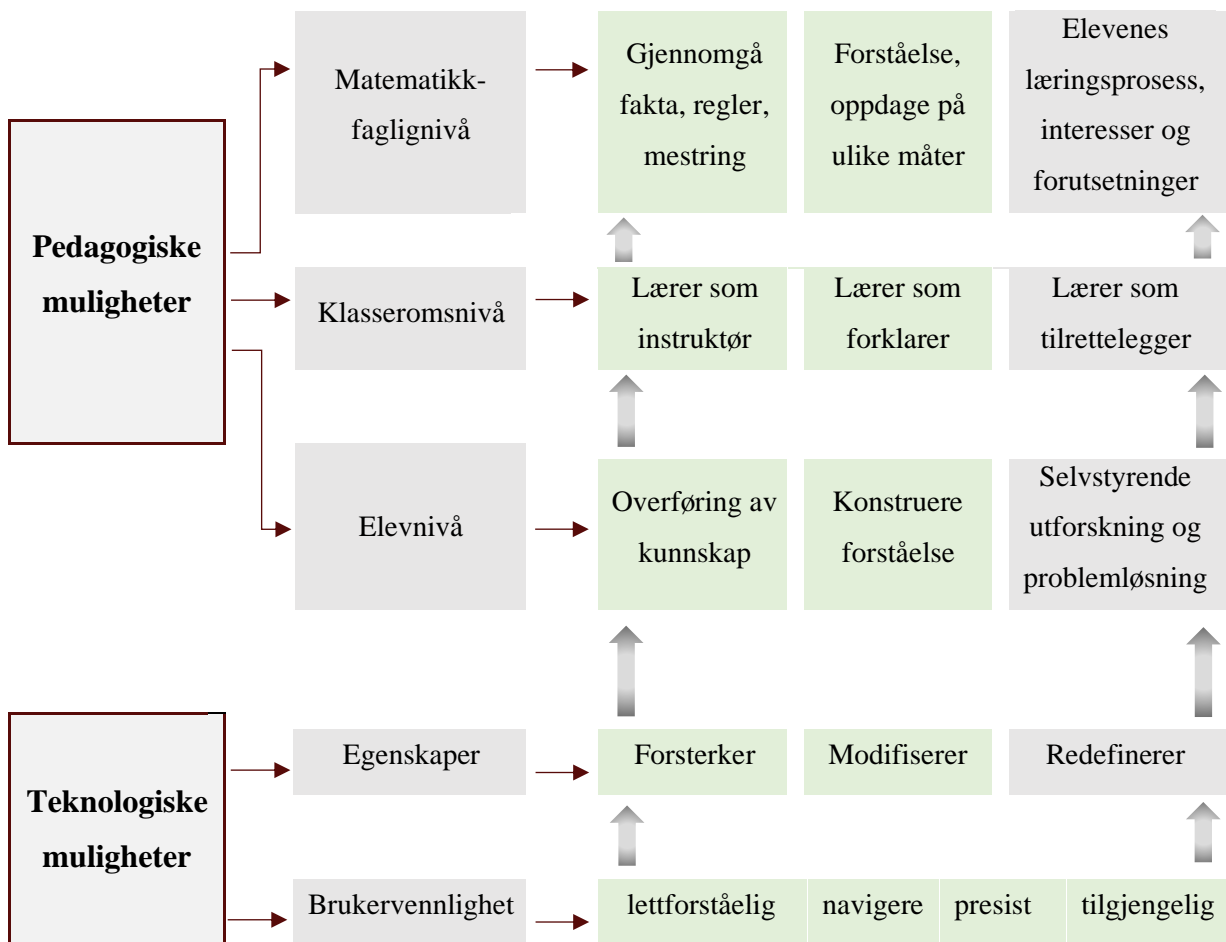 Pedagogiske
muligheter
Matematikk-
faglignivå
Gjennomgå
fakta, regler,
mestring
Forståelse,
oppdage på
ulike måter
Elevenes
læringsprosess,
interesser og
forutsetninger
Klasseromsnivå
Lærer som
instruktør
Lærer som
forklarer
Lærer som
tilrettelegger
Elevnivå
Overføring av
kunnskap
Konstruere
forståelse
Selvstyrende
utforskning og
problemløsning
Teknologiske
muligheter
Egenskaper
Forsterker
Modifiserer
Redefinerer
Brukervennlighet
lettforståelig
navigere
presist
tilgjengelig